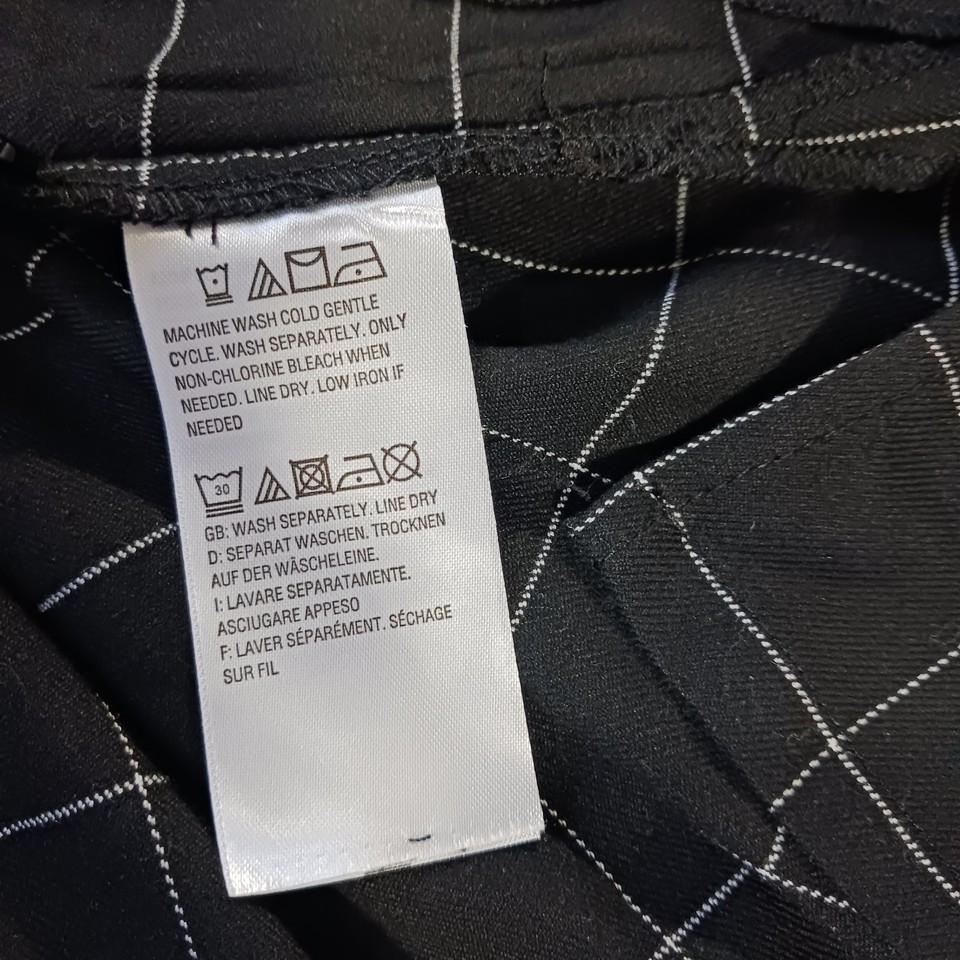 MACHINE WASH COLD GENTLE
CYCLE. WASH SEPARATELY. ONLY
NON-CHLORINE BLEACH WHEN
NEEDED. LINE DRY. LOW IRON IF
NEEDED
30
GB: WASH SEPARATELY. LINE DRY
D: SEPARAT WASCHEN. TROCKNEN
AUF DER WÄSCHELEINE.
I: LAVARE SEPARATAMENTE.
ASCIUGARE APPESO
F: LAVER SÉPARÉMENT. SÉCHAGE
SUR FIL